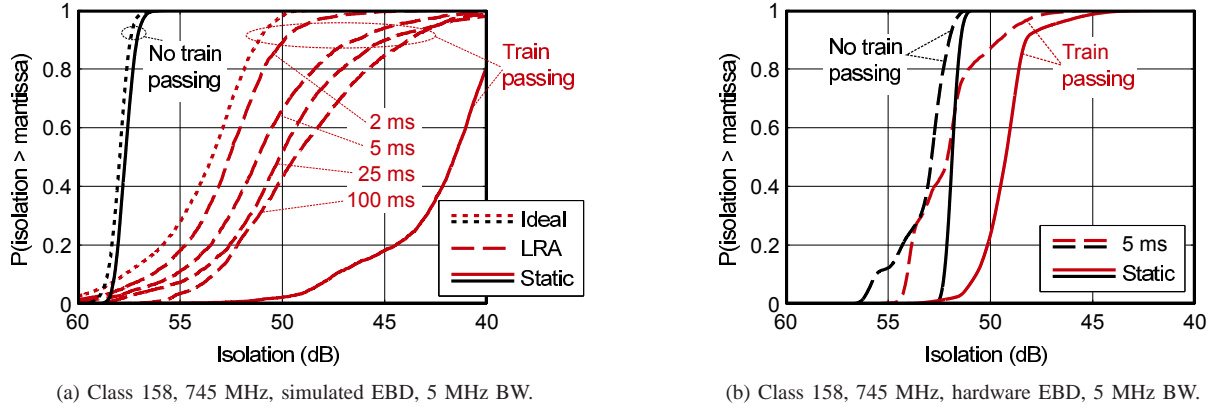 P(isolation > mantissa)
1
0.8
0.6
0.4
0.2
0
60
55
50
45
40
Isolation (dB)
No train
passing
Train
passing
2 ms
5 ms
25 ms
100 ms
Ideal
LRA
Static
(a) Class 158, 745 MHz, simulated EBD, 5 MHz BW.
P(isolation > mantissa)
1
0.8
0.6
0.4
0.2
0
60
55
50
45
40
Isolation (dB)
No train
passing
Train
passing
5 ms
Static
(b) Class 158, 745 MHz, hardware EBD, 5 MHz BW.